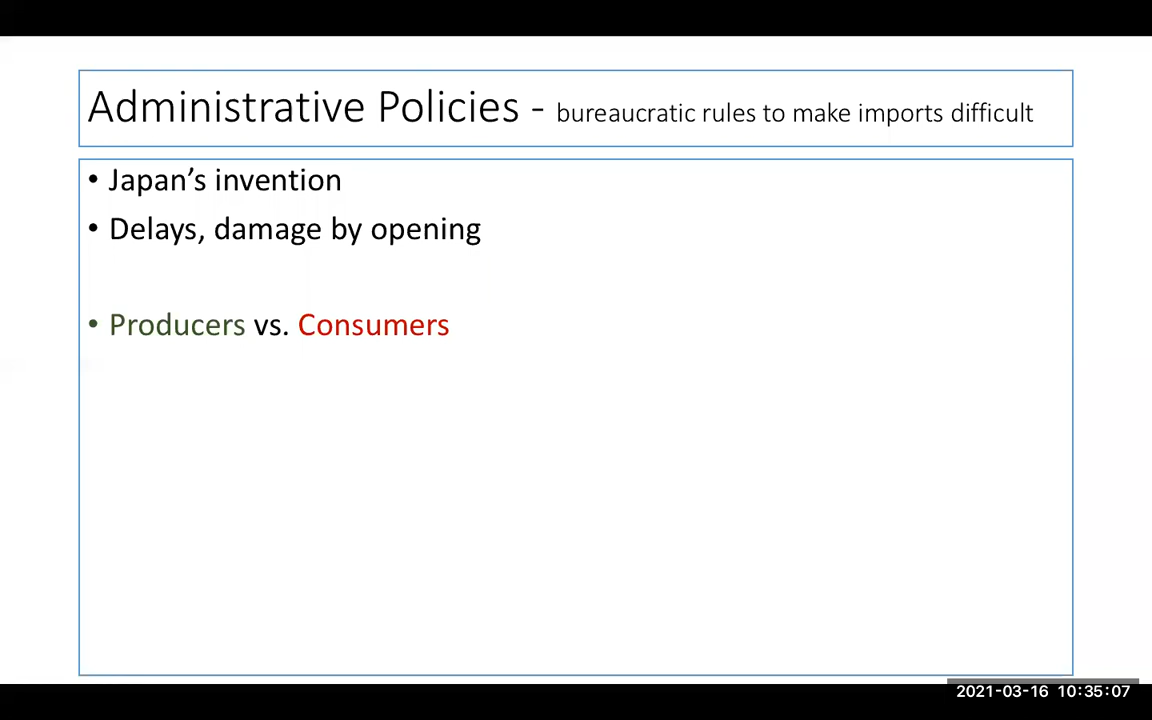 Administrative Policies - bureaucratic rules to make imports difficult
• Japan’s invention
• Delays, damage by opening
• Producers vs. Consumers
2021-03-16 10:35:07